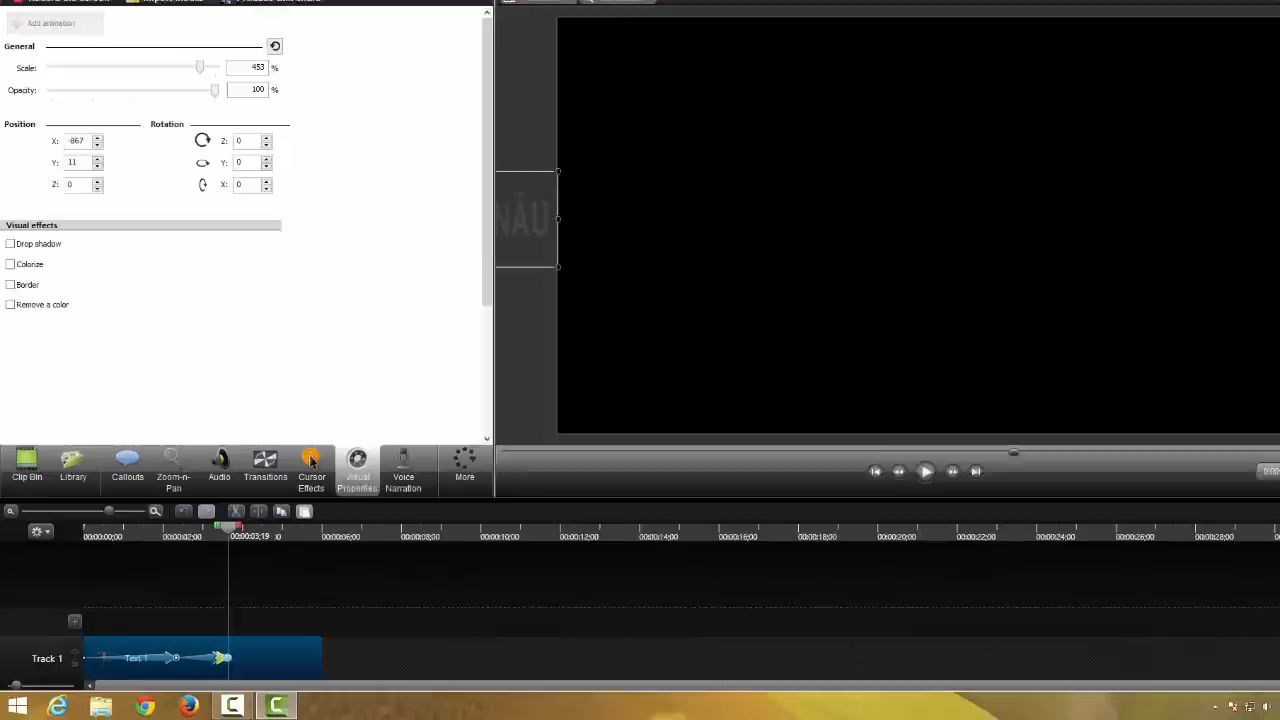 Add animation
General
Scale: 453 %
Opacity: 100 %
Position Rotation
X: -867 Z: 0
Y: 11 Y: 0
Z: 0 X: 0
Visual effects
Drop shadow
Colorize
Border
Remove a color
NÂU
Clip Bin Library Callouts Zoom-n-Pan Audio Transitions Cursor Effects Visual Properties Voice Narration More
0:00
00:00:00;00 00:00:02;00 00:00:03;19 00:00:06;00 00:00:08;00 00:00:10;00 00:00:12;00 00:00:14;00 00:00:16;00 00:00:18;00 00:00:20;00 00:00:22;00 00:00:24;00 00:00:26;00 00:00:28;00
Track 1 Text 1